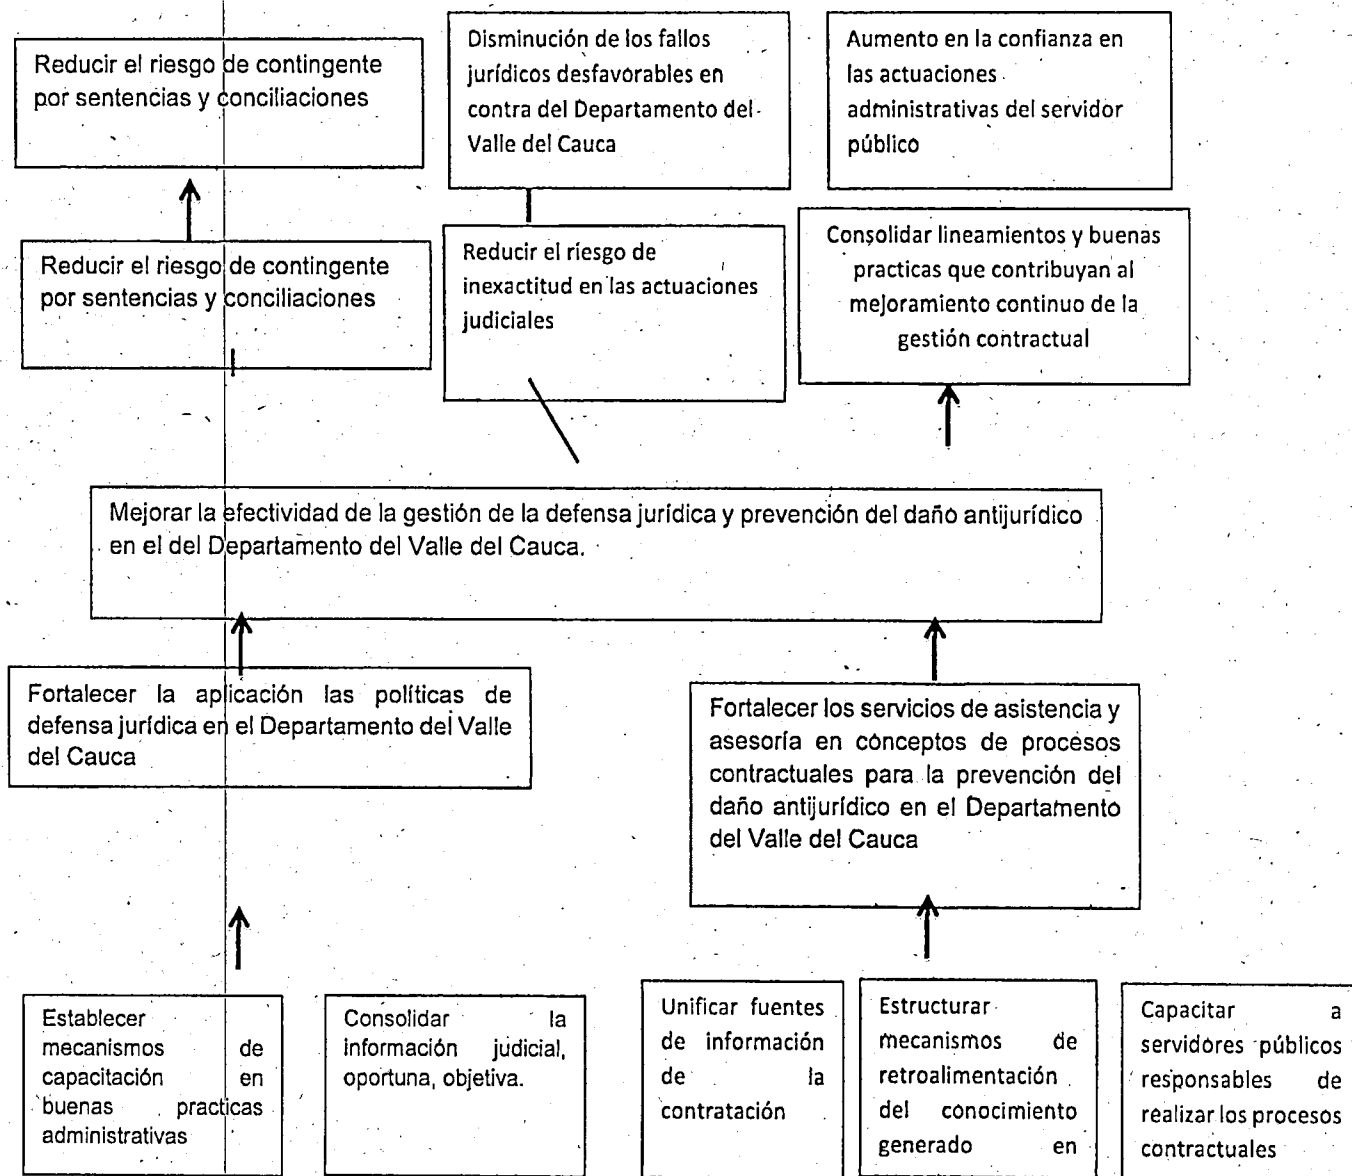 Reducir el riesgo de contingente
por sentencias y conciliaciones
Disminución de los fallos
jurídicos desfavorables en
contra del Departamento del
Valle del Cauca
Aumento en la confianza en
las actuaciones
administrativas del servidor
público
Reducir el riesgo de contingente
por sentencias y conciliaciones
Reducir el riesgo de
inexactitud en las actuaciones
judiciales
Consolidar lineamientos y buenas
practicas que contribuyan al
mejoramiento continuo de la
gestión contractual
Mejorar la efectividad de la gestión de la defensa jurídica y prevención del daño antijurídico
en el del Departamento del Valle del Cauca.
Fortalecer la aplicación las políticas de
defensa jurídica en el Departamento del Valle
del Cauca
Fortalecer los servicios de asistencia y
asesoría en conceptos de procesos
contractuales para la prevención del
daño antijurídico en el Departamento
del Valle del Cauca
Establecer
mecanismos de
capacitación en
buenas practicas
administrativas
Consolidar la
información judicial,
oportuna, objetiva.
Unificar fuentes
de información
de la
contratación
Estructurar
mecanismos de
retroalimentación
del conocimiento
generado en
Capacitar a
servidores públicos
responsables de
realizar los procesos
contractuales